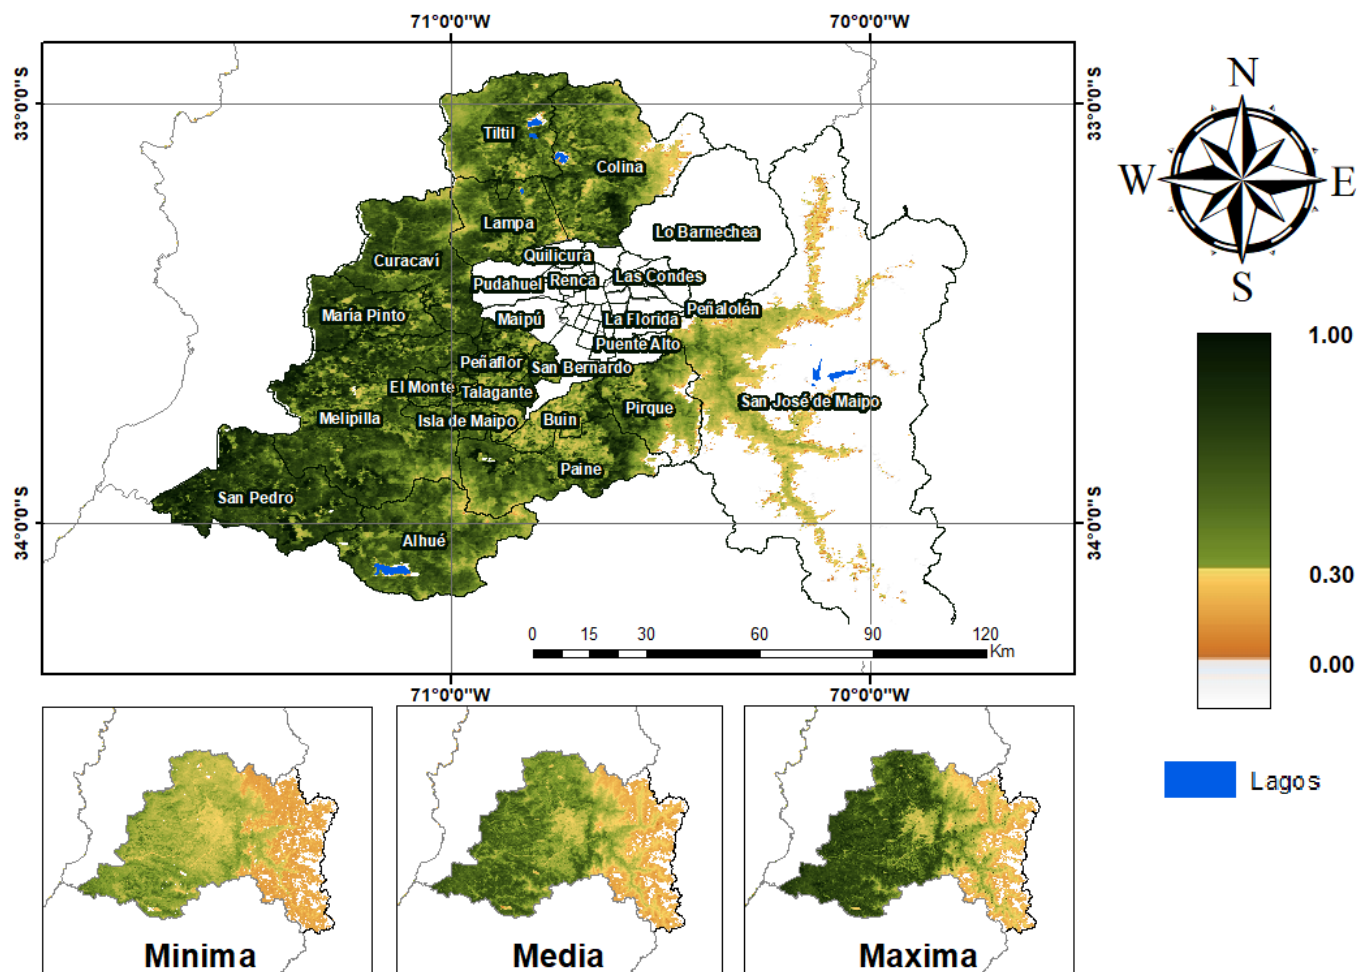 71°0'0"W
70°0'0"W
33°0'0"S
33°0'0"S
N
W
E
S
Tiltil
Colina
Lampa
Lo Barnechea
Quilicura
Curacaví
Pudahuel
Renca
Las Condes
María Pinto
Maipú
La Florida
Peñalolén
Puente Alto
Peñaflor
San Bernardo
El Monte
Talagante
San José de Maipo
Melipilla
Isla de Maipo
Buin
Pirque
Paine
San Pedro
Alhué
34°0'0"S
34°0'0"S
0 15 30 60 90 120
Km
71°0'0"W
70°0'0"W
1.00
0.30
0.00
Lagos
Minima
Media
Maxima